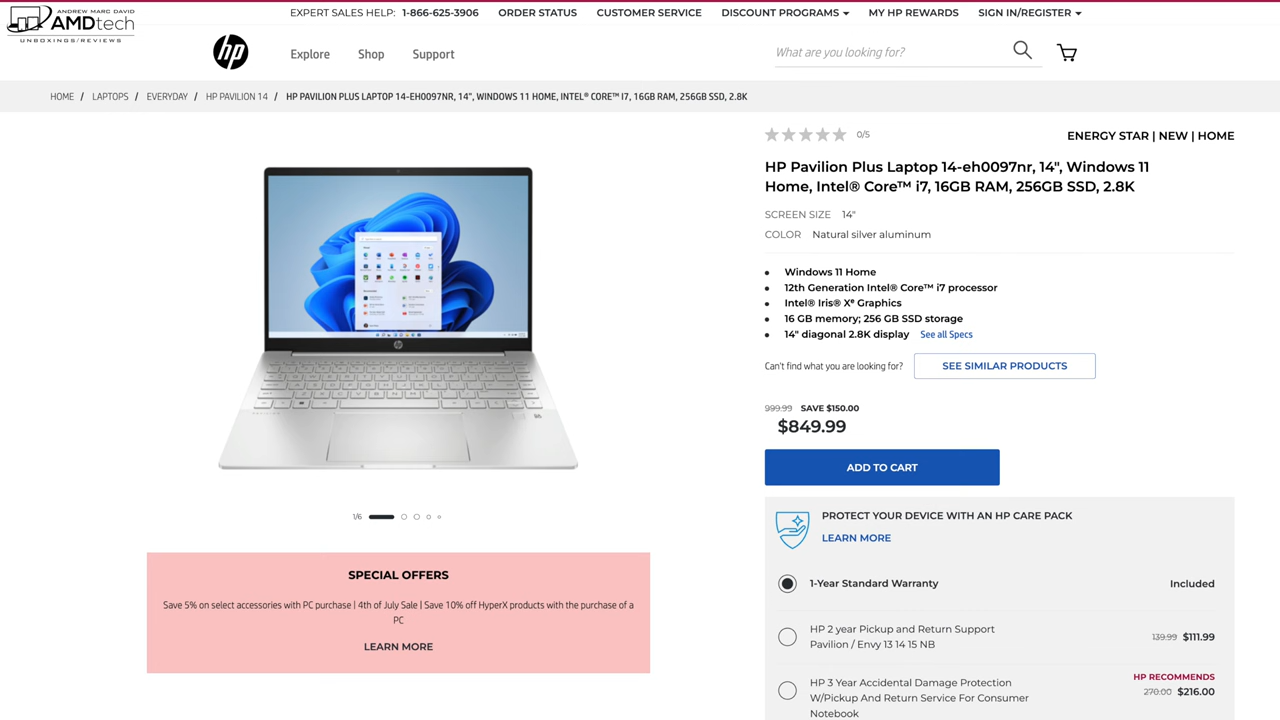 ANDREW MARC DAVID
AMDtech
UNBOXINGS/REVIEWS
EXPERT SALES HELP: 1-866-625-3906
ORDER STATUS
CUSTOMER SERVICE
DISCOUNT PROGRAMS
MY HP REWARDS
SIGN IN/REGISTER
hp
Explore
Shop
Support
What are you looking for?
HOME / LAPTOPS / EVERYDAY / HP PAVILION 14 / HP PAVILION PLUS LAPTOP 14-EH0097NR, 14", WINDOWS 11 HOME, INTEL® CORE™ I7, 16GB RAM, 256GB SSD, 2.8K
0/5
ENERGY STAR | NEW | HOME
HP Pavilion Plus Laptop 14-eh0097nr, 14", Windows 11
Home, Intel® Core™ i7, 16GB RAM, 256GB SSD, 2.8K
SCREEN SIZE 14"
COLOR Natural silver aluminum
• Windows 11 Home
• 12th Generation Intel® Core™ i7 processor
• Intel® Iris® Xᵉ Graphics
• 16 GB memory; 256 GB SSD storage
• 14" diagonal 2.8K display See all Specs
Can't find what you are looking for?
SEE SIMILAR PRODUCTS
999.99 SAVE $150.00
$849.99
ADD TO CART
1/6
SPECIAL OFFERS
Save 5% on select accessories with PC purchase | 4th of July Sale | Save 10% off HyperX products with the purchase of a
PC
LEARN MORE
PROTECT YOUR DEVICE WITH AN HP CARE PACK
LEARN MORE
1-Year Standard Warranty
Included
HP 2 year Pickup and Return Support
Pavilion / Envy 13 14 15 NB
139.99 $111.99
HP RECOMMENDS
HP 3 Year Accidental Damage Protection
W/Pickup And Return Service For Consumer
Notebook
270.00 $216.00